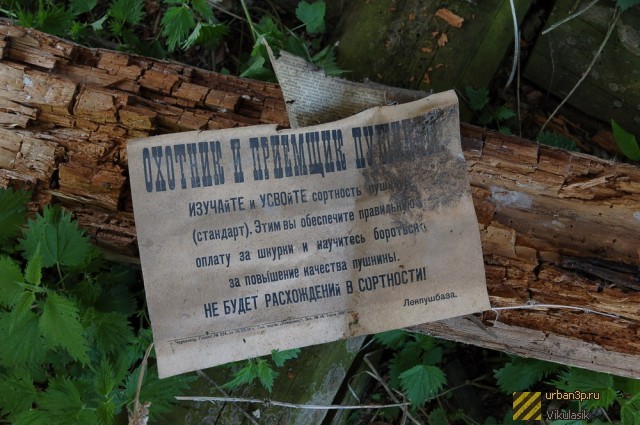 ОХОТНИК И ПРИЕМЩИК
ИЗУЧАйТЕ и УСВОйТЕ сортность
(стандарт). Этим вы обеспечите правильную
оплату за шкурки и научитесь бороться
за повышение качества пушнины.
НЕ БУДЕТ РАСХОЖДЕНИй В СОРТНОСТИ!
Ленпушбаза.
urban3p.ru
Vikulasik